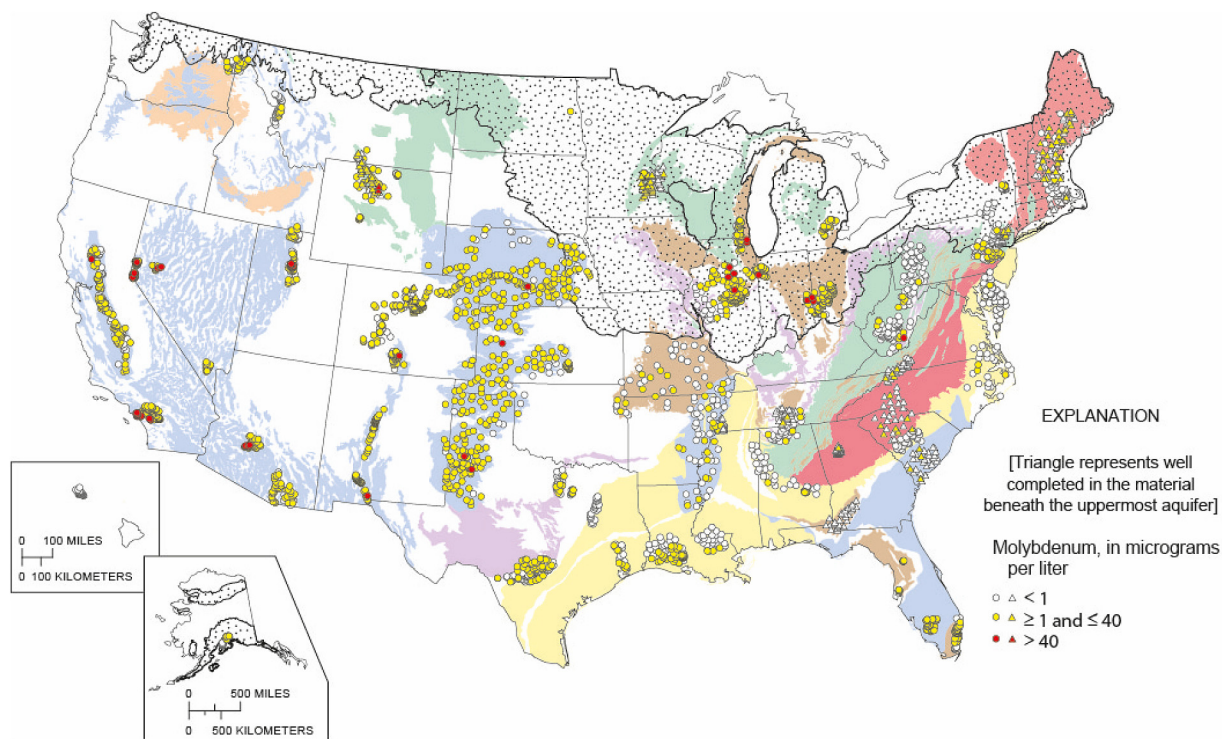 EXPLANATION
[Triangle represents well
completed in the material
beneath the uppermost aquifer]
Molybdenum, in micrograms
per liter
< 1
≥ 1 and ≤ 40
> 40
0 100 MILES
0 100 KILOMETERS
0 500 MILES
0 500 KILOMETERS